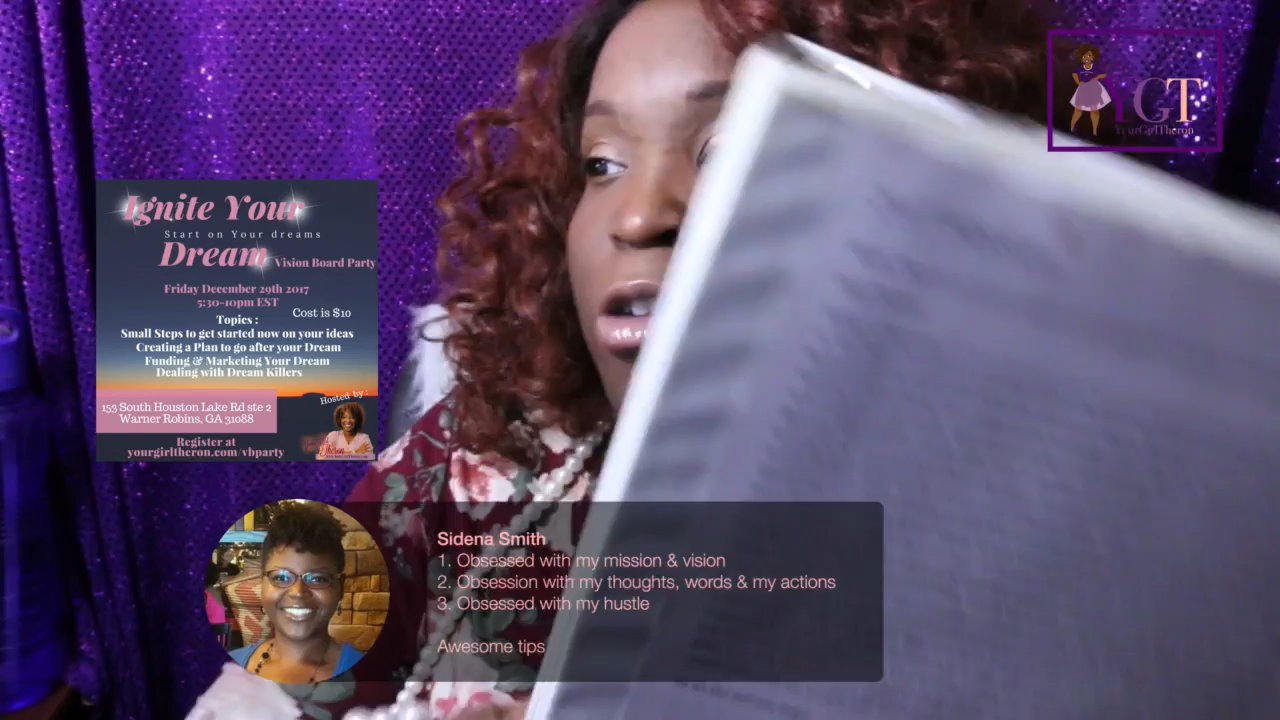 Ignite Your
Start on Your dreams
Dream Vision Board Party
Friday December 29th 2017
5:30-10pm EST
Cost is $10
Topics :
Small Steps to get started now on your ideas
Creating a Plan to go after your Dream
Funding & Marketing Your Dream
Dealing with Dream Killers
Hosted by :
153 South Houston Lake Rd ste 2
Warner Robins, GA 31088
Register at
yourgirltheron.com/vbparty
YGT
YourGirlTheron
Sidena Smith
1. Obsessed with my mission & vision
2. Obsession with my thoughts, words & my actions
3. Obsessed with my hustle
Awesome tips